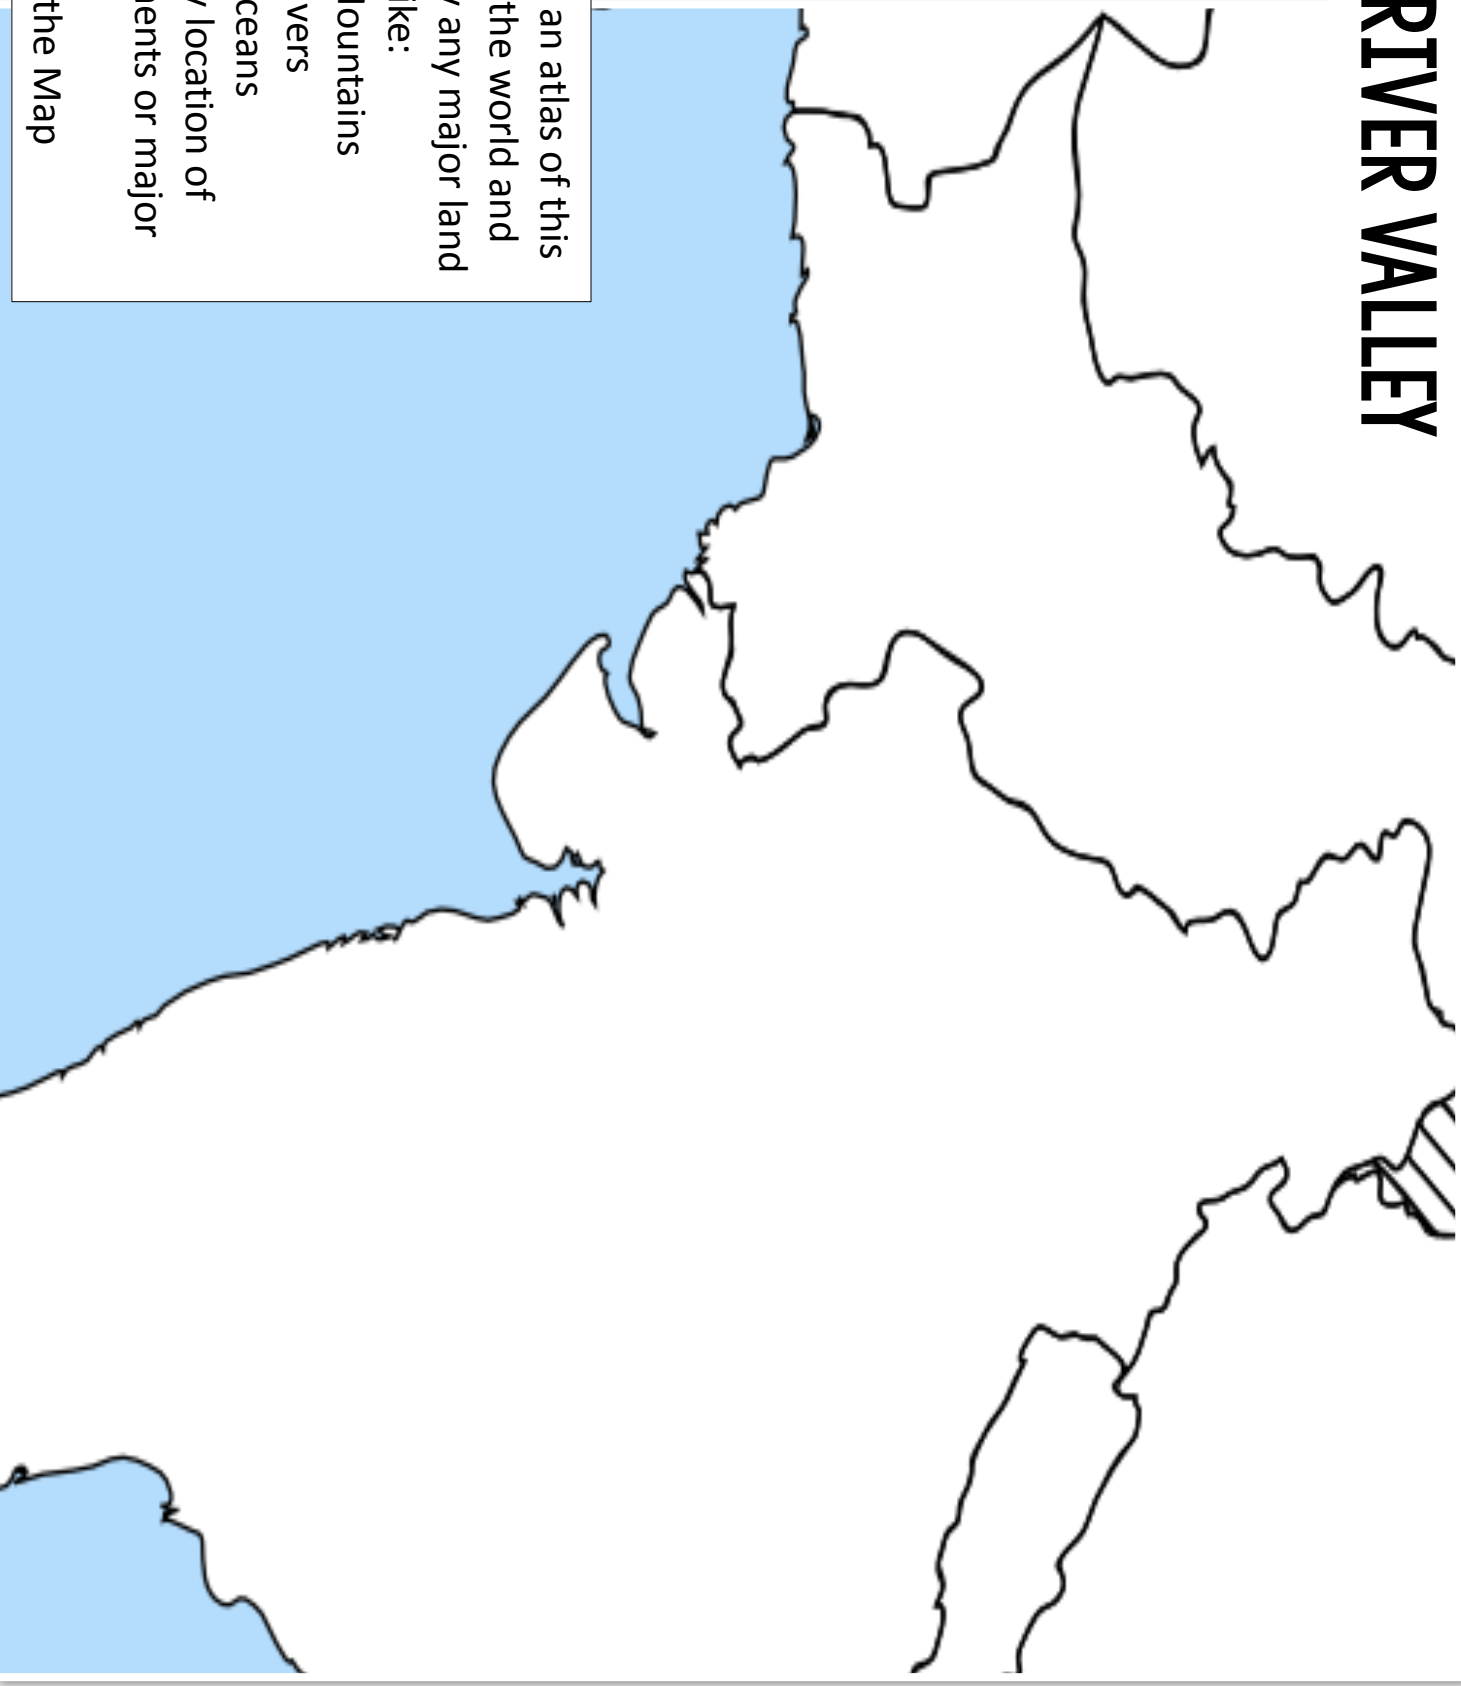 RIVER VALLEY
an atlas of this
the world and
any major land
ike:
ountains
vers
ceans
location of
ents or major
the Map